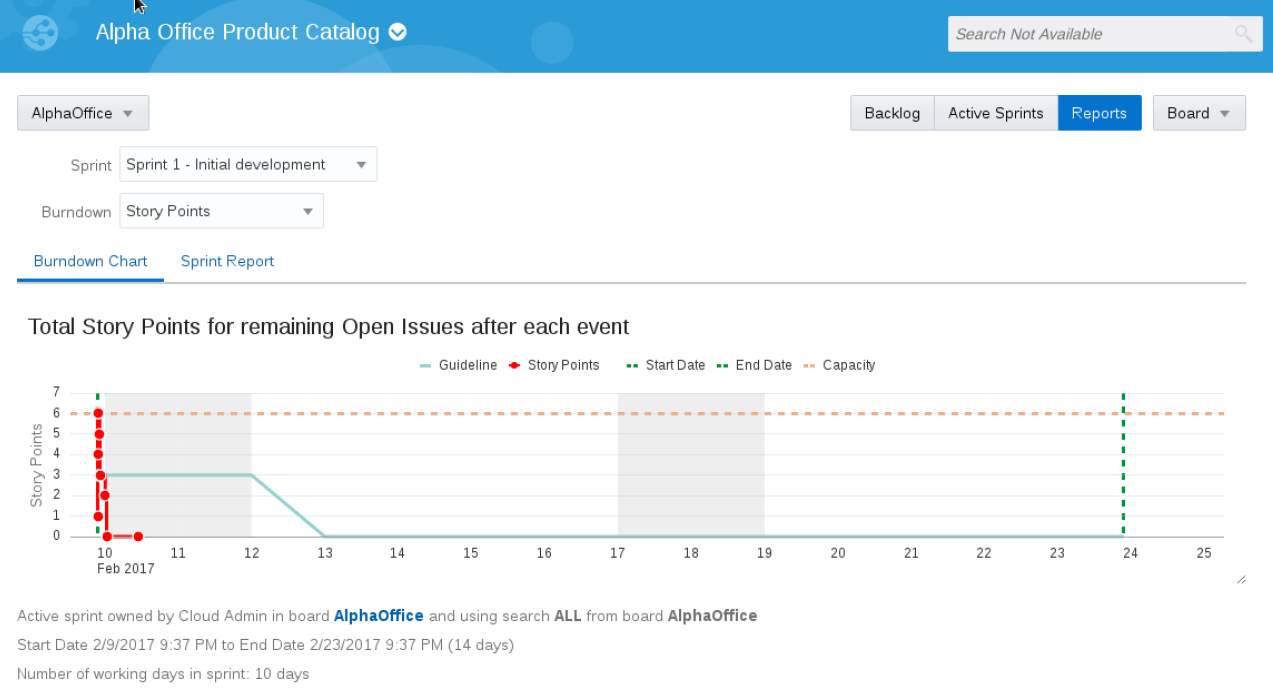 Alpha Office Product Catalog
Search Not Available
AlphaOffice
Backlog Active Sprints Reports Board
Sprint Sprint 1 - Initial development
Burndown Story Points
Burndown Chart Sprint Report
Total Story Points for remaining Open Issues after each event
Guideline Story Points Start Date End Date Capacity
Story Points
7
6
5
4
3
2
1
0
10 11 12 13 14 15 16 17 18 19 20 21 22 23 24 25
Feb 2017
Active sprint owned by Cloud Admin in board AlphaOffice and using search ALL from board AlphaOffice
Start Date 2/9/2017 9:37 PM to End Date 2/23/2017 9:37 PM (14 days)
Number of working days in sprint: 10 days